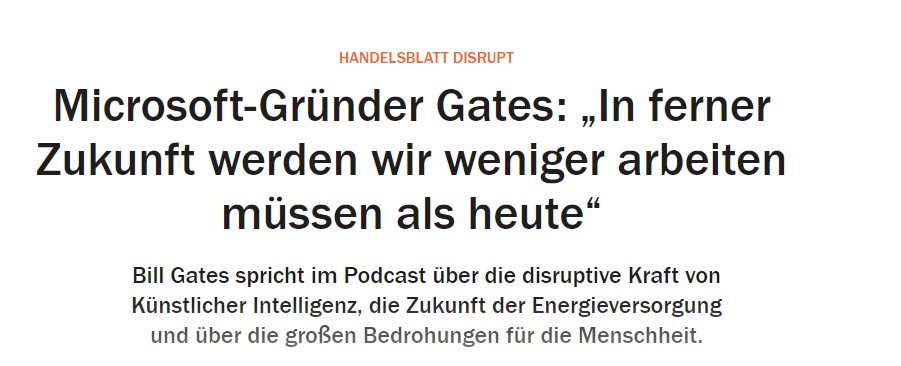 HANDELSBLATT DISRUPT
Microsoft-Gründer Gates: „In ferner
Zukunft werden wir weniger arbeiten
müssen als heute“
Bill Gates spricht im Podcast über die disruptive Kraft von
Künstlicher Intelligenz, die Zukunft der Energieversorgung
und über die großen Bedrohungen für die Menschheit.